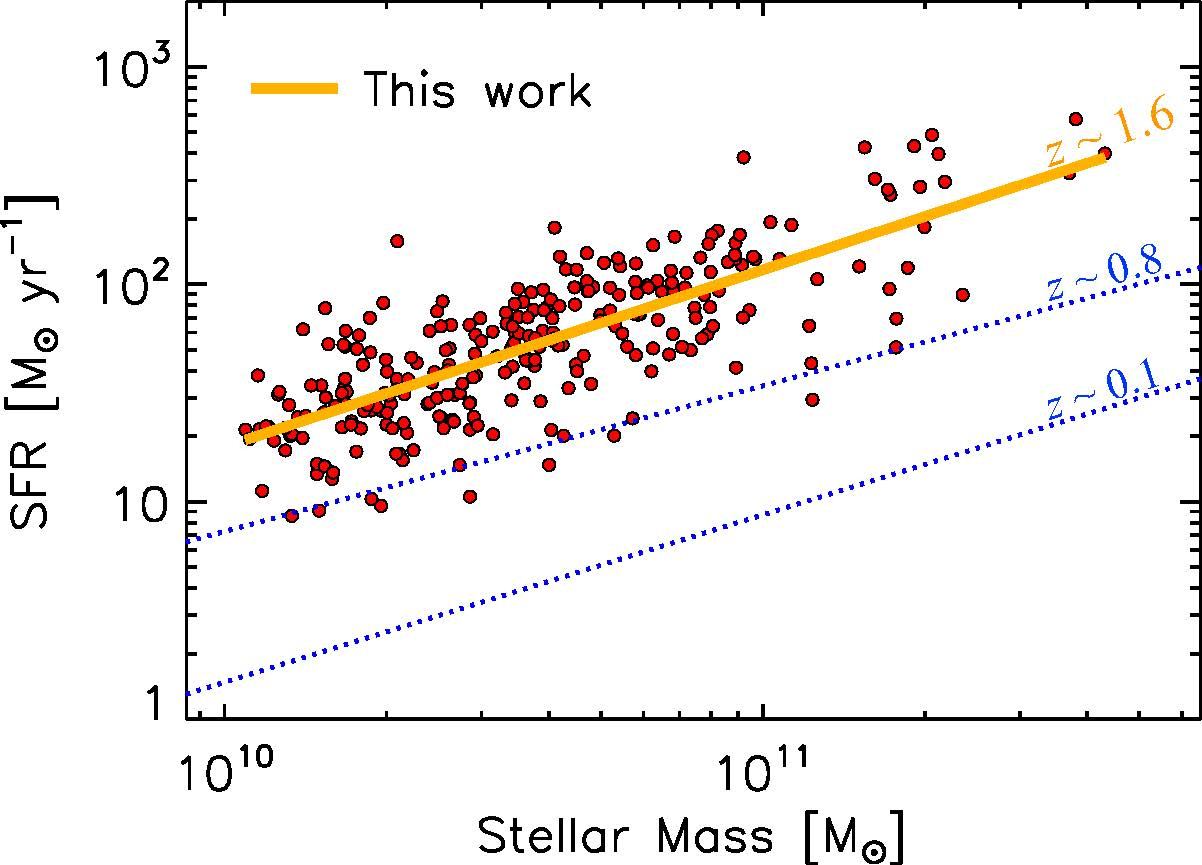 10³
This work
z ~ 1.6
10²
z ~ 0.8
z ~ 0.1
10
1
SFR [M⊙ yr⁻¹]
10¹⁰
10¹¹
Stellar Mass [M⊙]